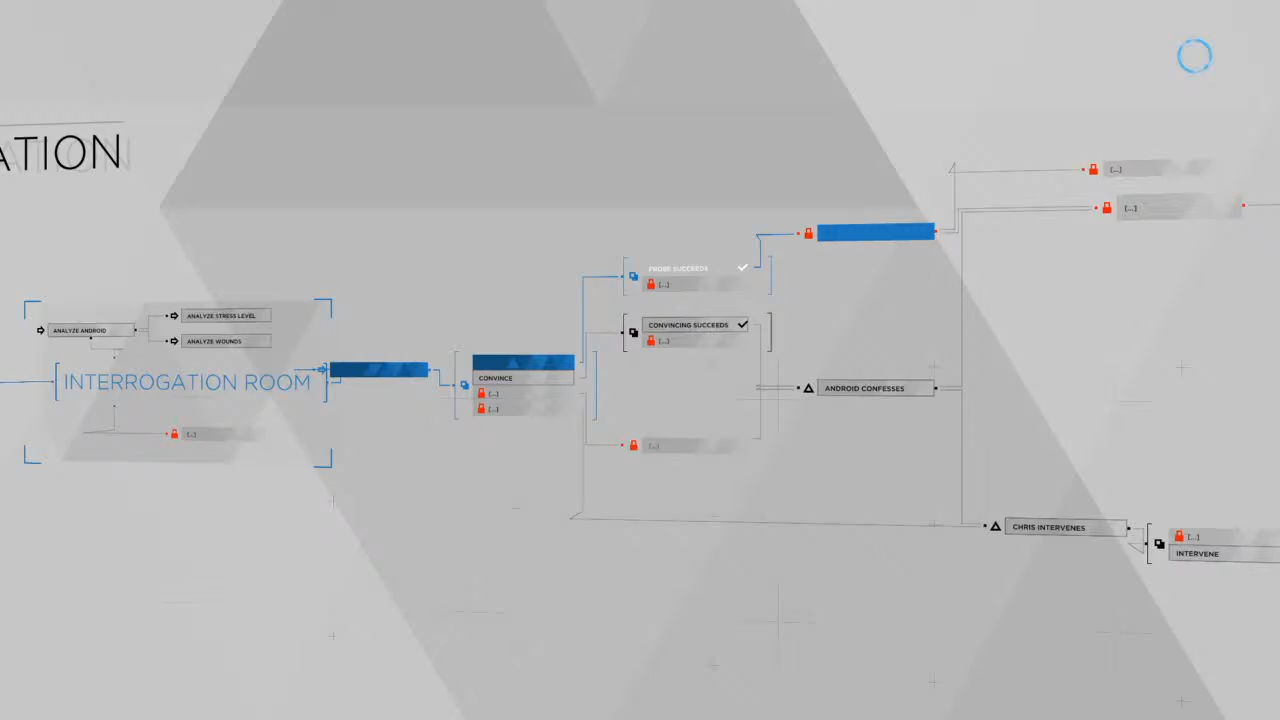 ATION
ANALYZE STRESS LEVEL
ANALYZE ANDROID
ANALYZE WOUNDS
INTERROGATION ROOM
[...]
CONVINCE
[...]
[...]
PROBE SUCCEEDS
[...]
CONVINCING SUCCEEDS
[...]
[...]
ANDROID CONFESSES
[...]
[...]
CHRIS INTERVENES
[...]
INTERVENE